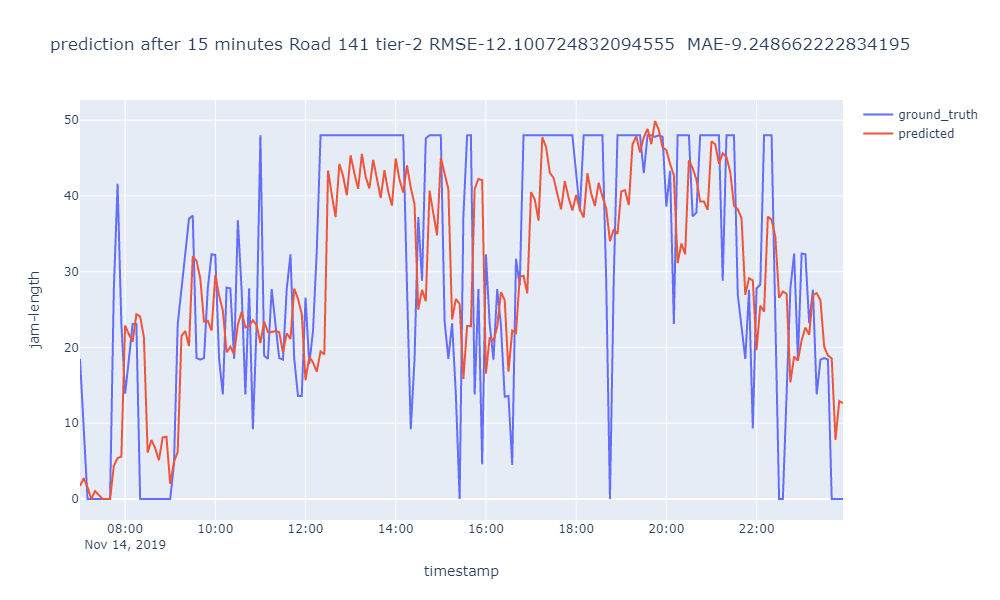 prediction after 15 minutes Road 141 tier-2 RMSE-12.100724832094555  MAE-9.248662222834195
ground_truth
predicted
jam-length
50
40
30
20
10
0
08:00 10:00 12:00 14:00 16:00 18:00 20:00 22:00
Nov 14, 2019
timestamp